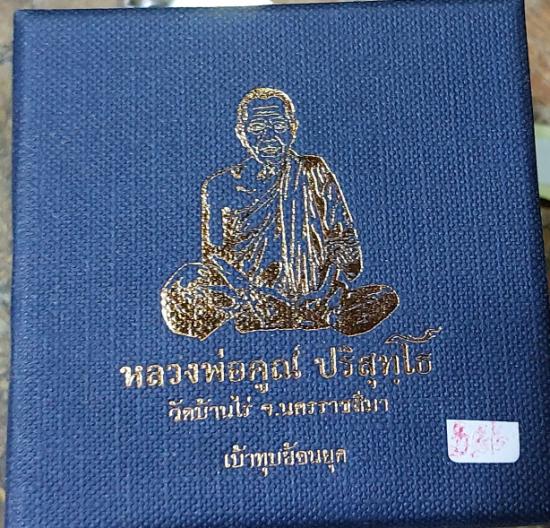 หลวงพ่อคูณ ปริสุทฺโธ
วัดบ้านไร่ จ.นครราชสีมา
เบ้าทุบย้อนยุค